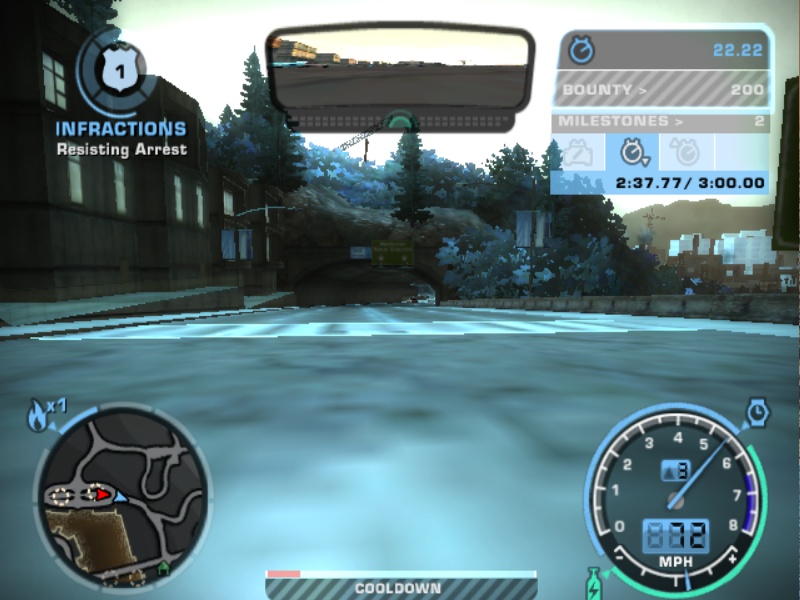 1
INFRACTIONS
Resisting Arrest
22.22
BOUNTY > 200
MILESTONES > 2
2:37.77/ 3:00.00
x1
0 1 2 3 4 5 6 7 8
3
72
MPH
- +
COOLDOWN